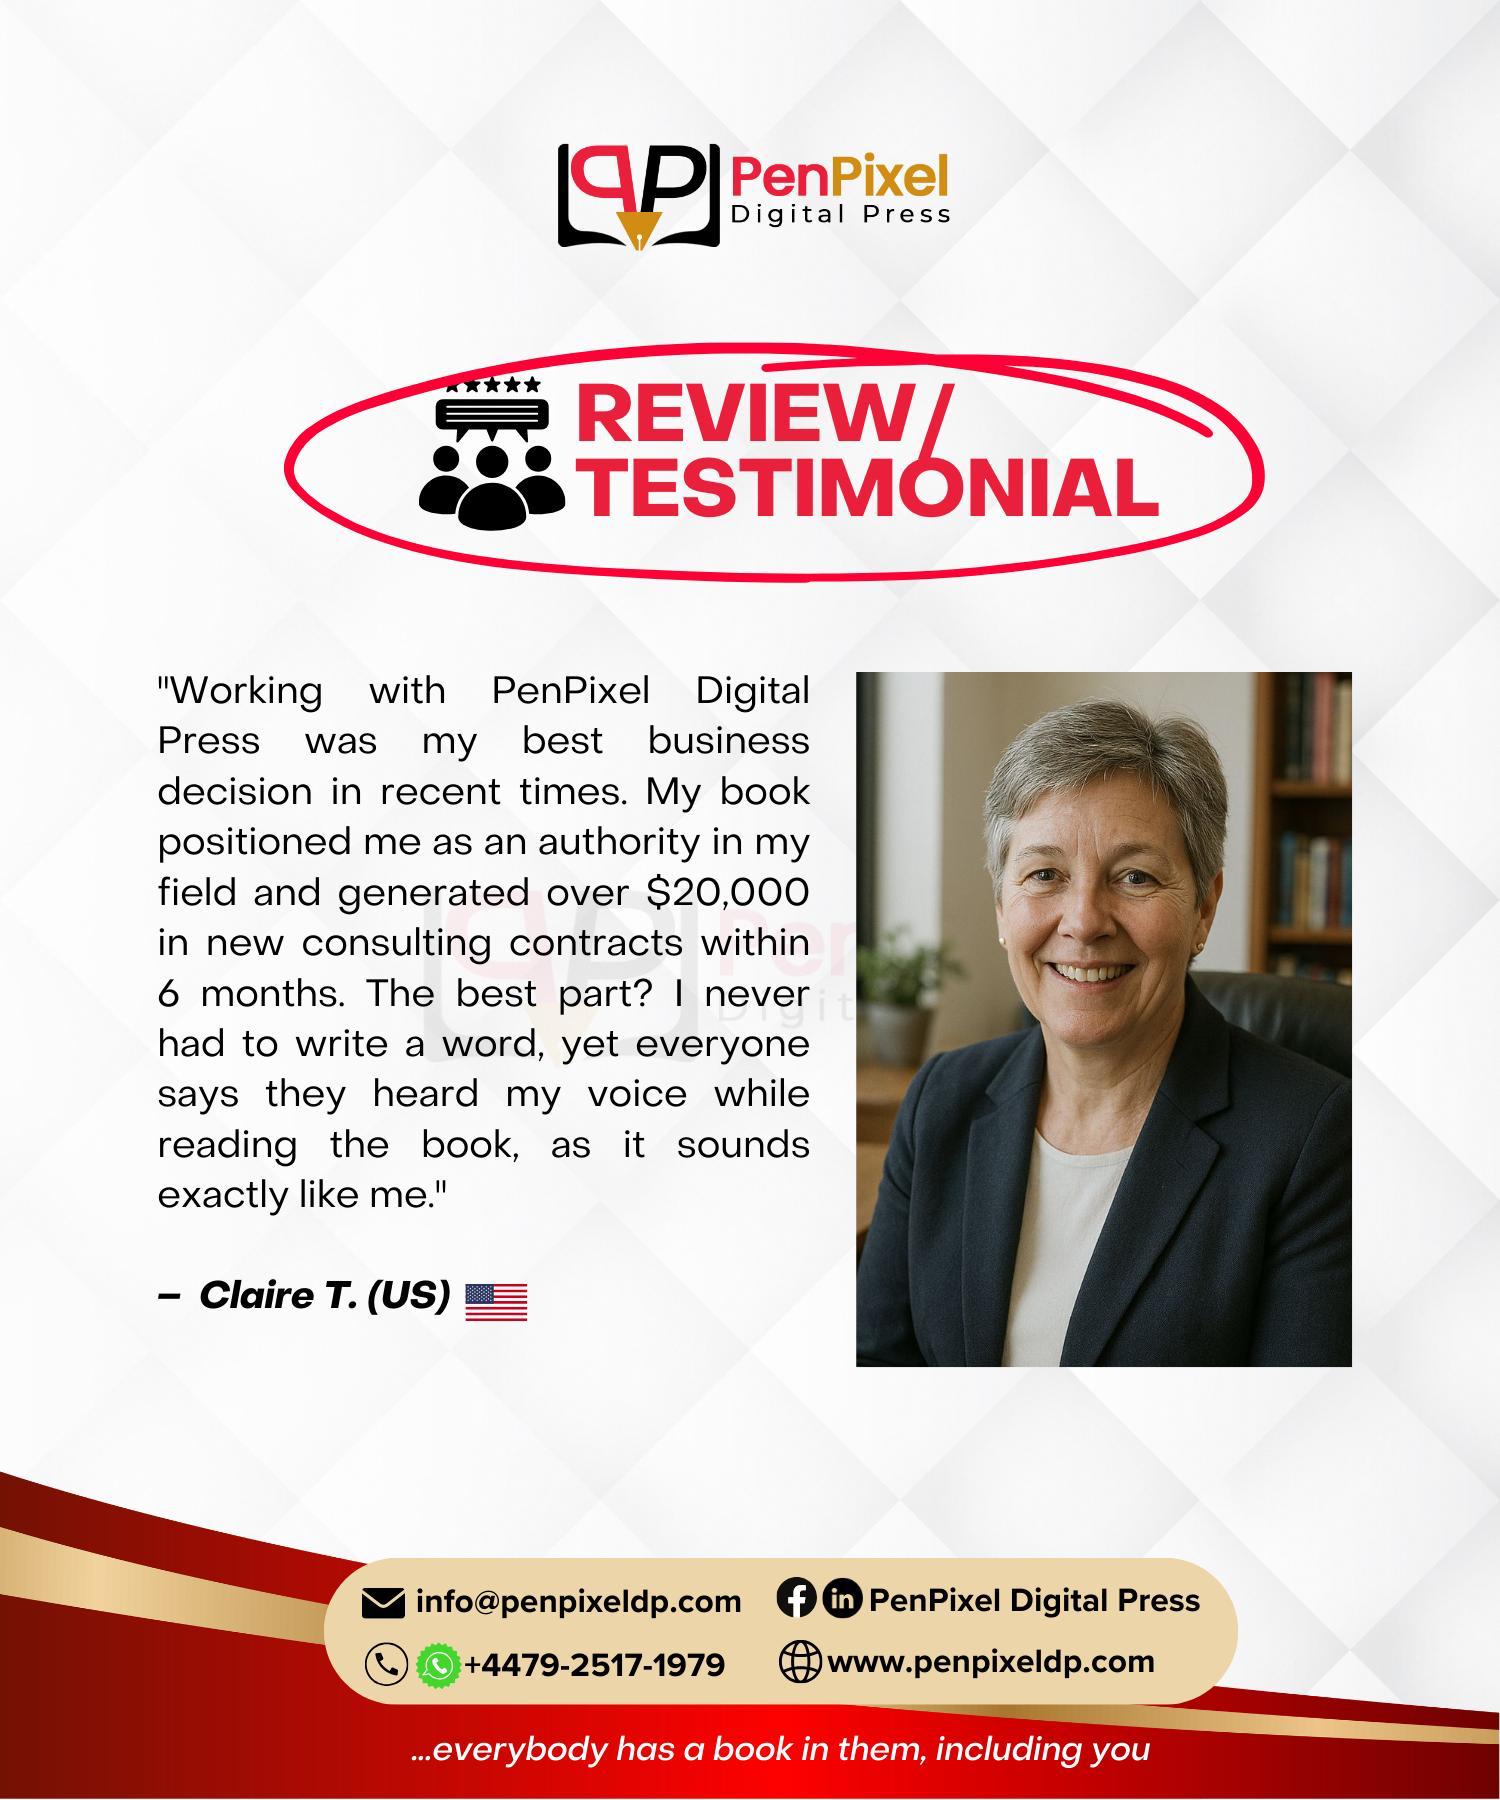 PP PenPixel
Digital Press
REVIEW/
TESTIMONIAL
"Working with PenPixel Digital
Press was my best business
decision in recent times. My book
positioned me as an authority in my
field and generated over $20,000
in new consulting contracts within
6 months. The best part? I never
had to write a word, yet everyone
says they heard my voice while
reading the book, as it sounds
exactly like me."
– Claire T. (US)
info@penpixeldp.com
PenPixel Digital Press
+4479-2517-1979
www.penpixeldp.com
...everybody has a book in them, including you